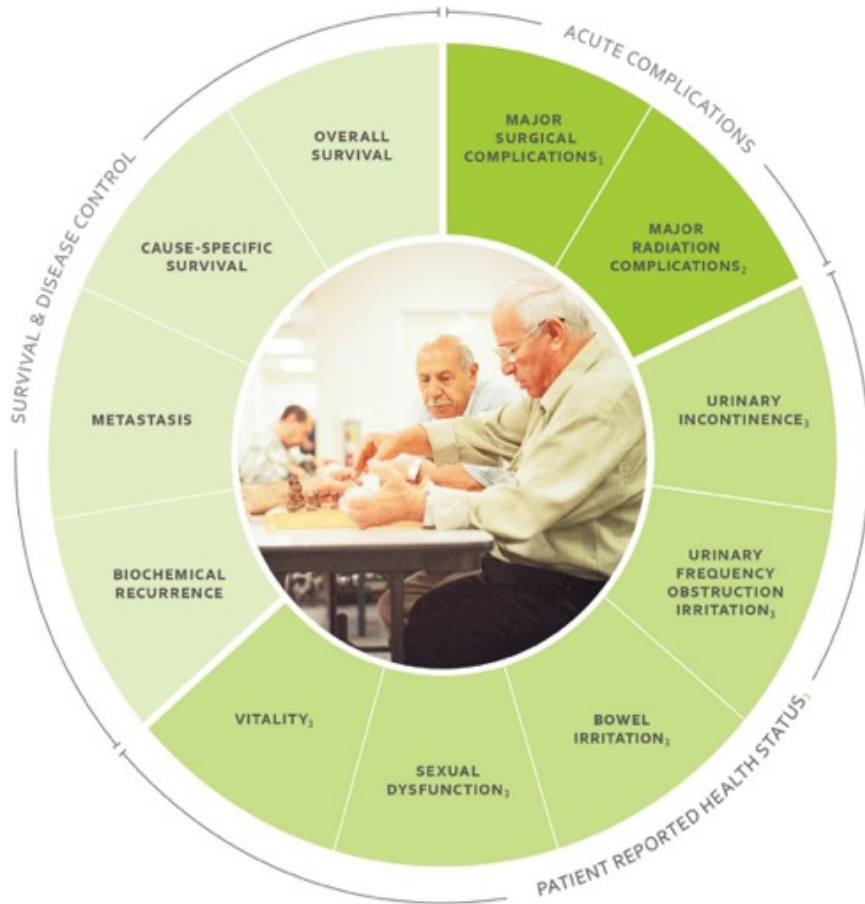 ACUTE COMPLICATIONS
MAJOR
SURGICAL
COMPLICATIONS₁
MAJOR
RADIATION
COMPLICATIONS₂
PATIENT REPORTED HEALTH STATUS₃
URINARY
INCONTINENCE₃
URINARY
FREQUENCY
OBSTRUCTION
IRRITATION₃
BOWEL
IRRITATION₃
SEXUAL
DYSFUNCTION₃
VITALITY₃
SURVIVAL & DISEASE CONTROL
BIOCHEMICAL
RECURRENCE
METASTASIS
CAUSE-SPECIFIC
SURVIVAL
OVERALL
SURVIVAL